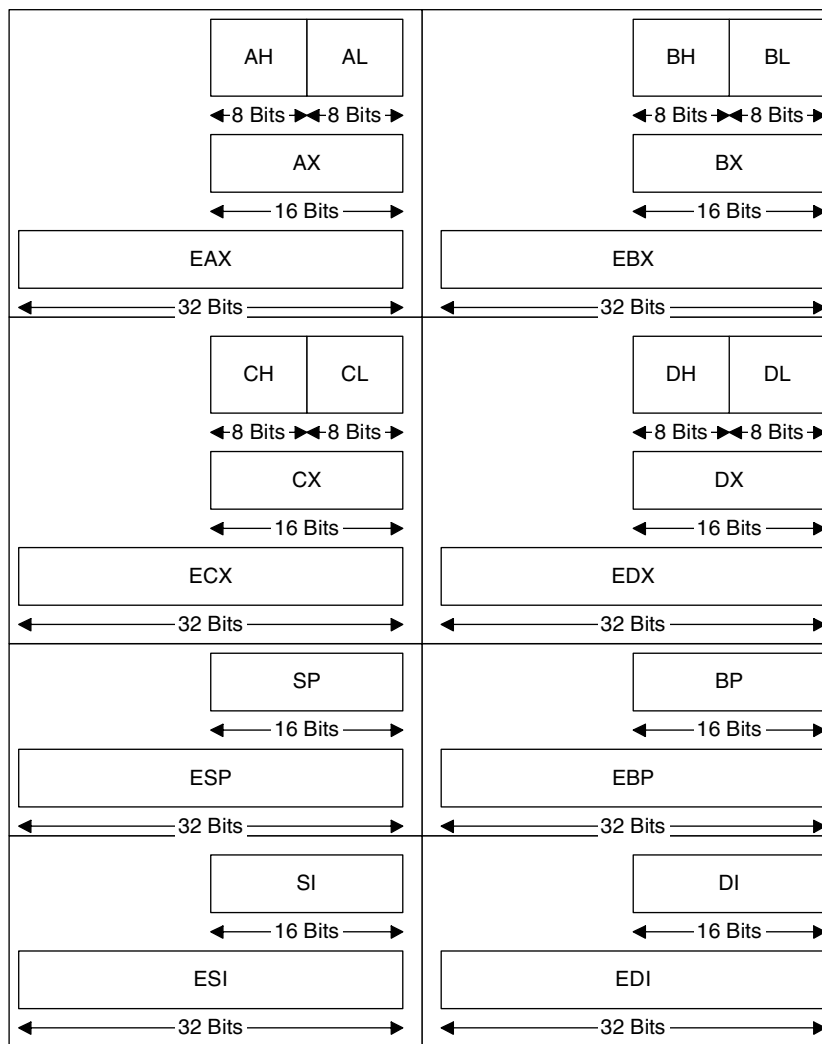 AH AL
8 Bits 8 Bits
AX
16 Bits
EAX
32 Bits
BH BL
8 Bits 8 Bits
BX
16 Bits
EBX
32 Bits
CH CL
8 Bits 8 Bits
CX
16 Bits
ECX
32 Bits
DH DL
8 Bits 8 Bits
DX
16 Bits
EDX
32 Bits
SP
16 Bits
ESP
32 Bits
BP
16 Bits
EBP
32 Bits
SI
16 Bits
ESI
32 Bits
DI
16 Bits
EDI
32 Bits